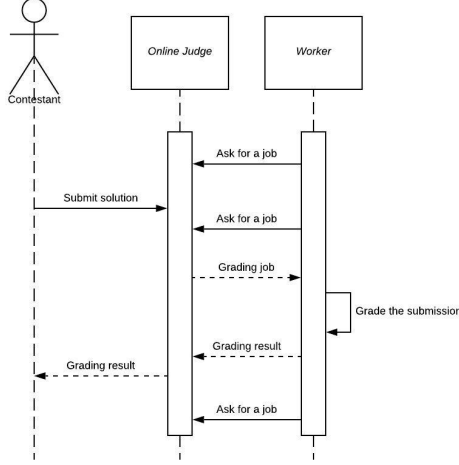 Online Judge
Worker
Contestant
Ask for a job
Submit solution
Ask for a job
Grading job
Grade the submission
Grading result
Grading result
Ask for a job